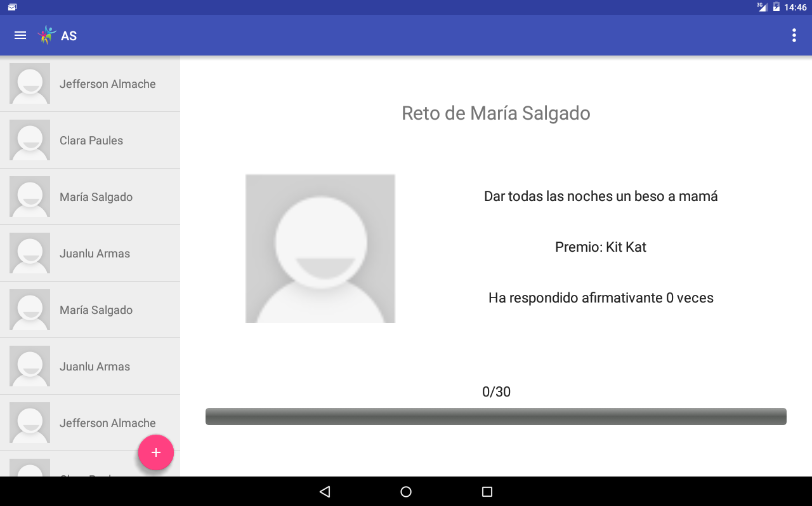 14:46
AS
Jefferson Almache
Clara Paules
María Salgado
Juanlu Armas
María Salgado
Juanlu Armas
Jefferson Almache
Reto de María Salgado
Dar todas las noches un beso a mamá
Premio: Kit Kat
Ha respondido afirmativante 0 veces
0/30